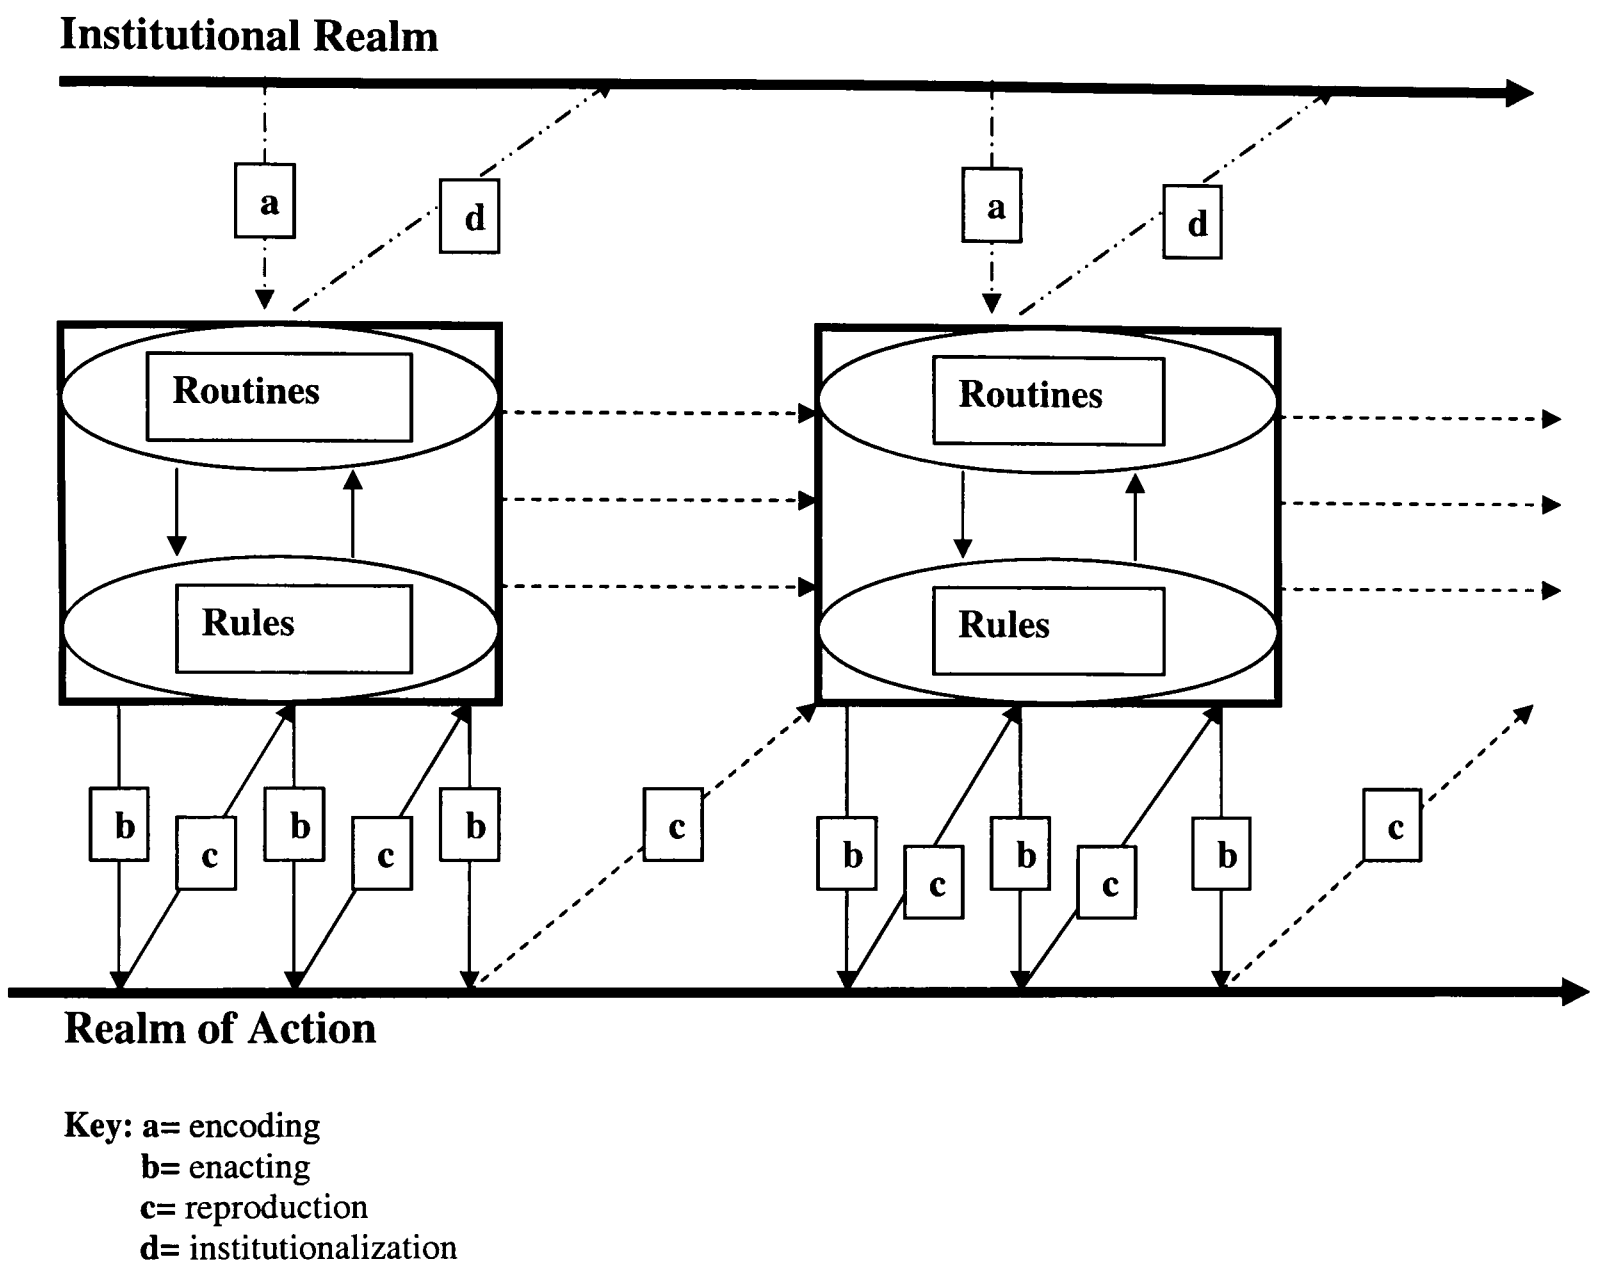 Institutional Realm
a
d
a
d
Routines
Routines
Rules
Rules
b
c
b
c
b
c
b
c
b
c
b
c
Realm of Action
Key: a= encoding
b= enacting
c= reproduction
d= institutionalization